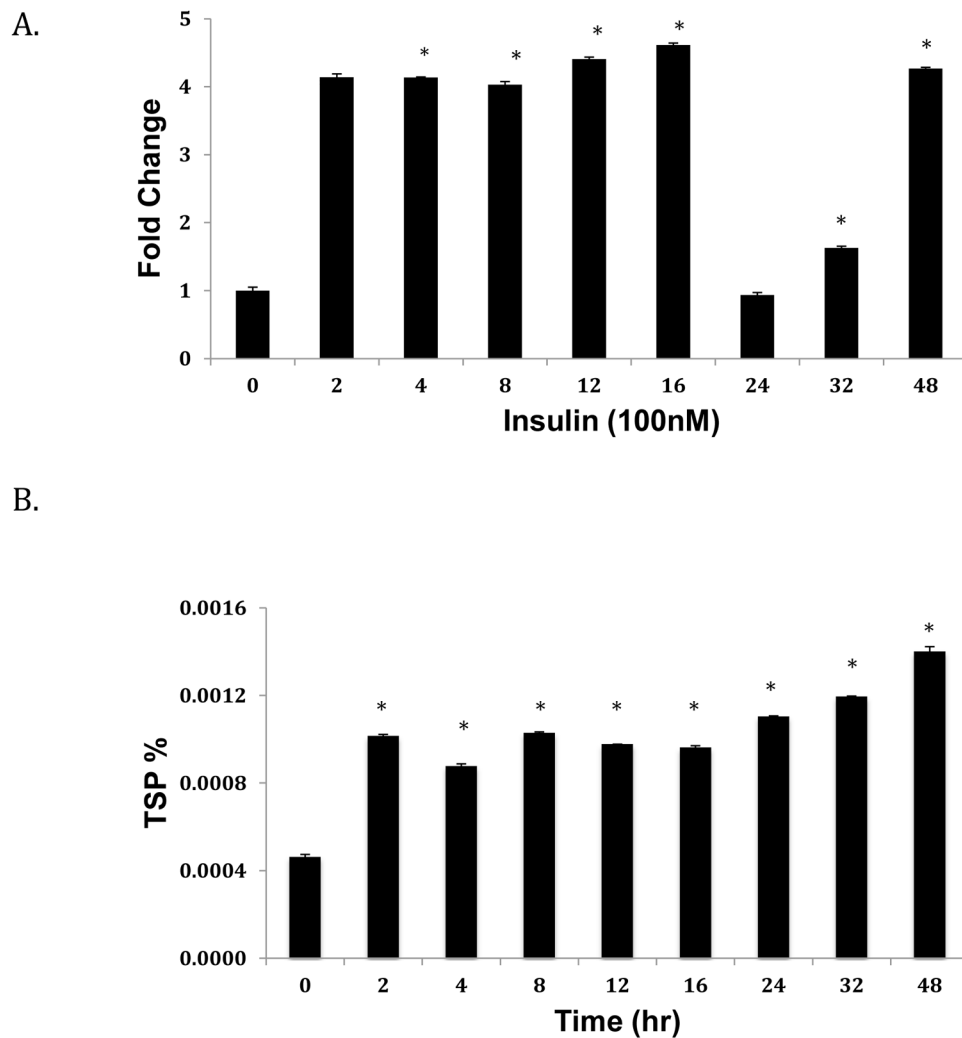 A.
Fold Change
5
4
3
2
1
0
* * * * * * *
0 2 4 8 12 16 24 32 48
Insulin (100nM)
B.
TSP %
0.0016
0.0012
0.0008
0.0004
0.0000
* * * * * * * *
0 2 4 8 12 16 24 32 48
Time (hr)